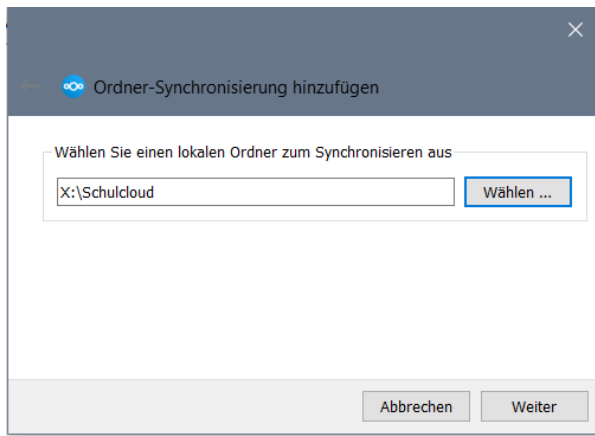 Ordner-Synchronisierung hinzufügen
Wählen Sie einen lokalen Ordner zum Synchronisieren aus
X:\Schulcloud
Wählen ...
Abbrechen
Weiter